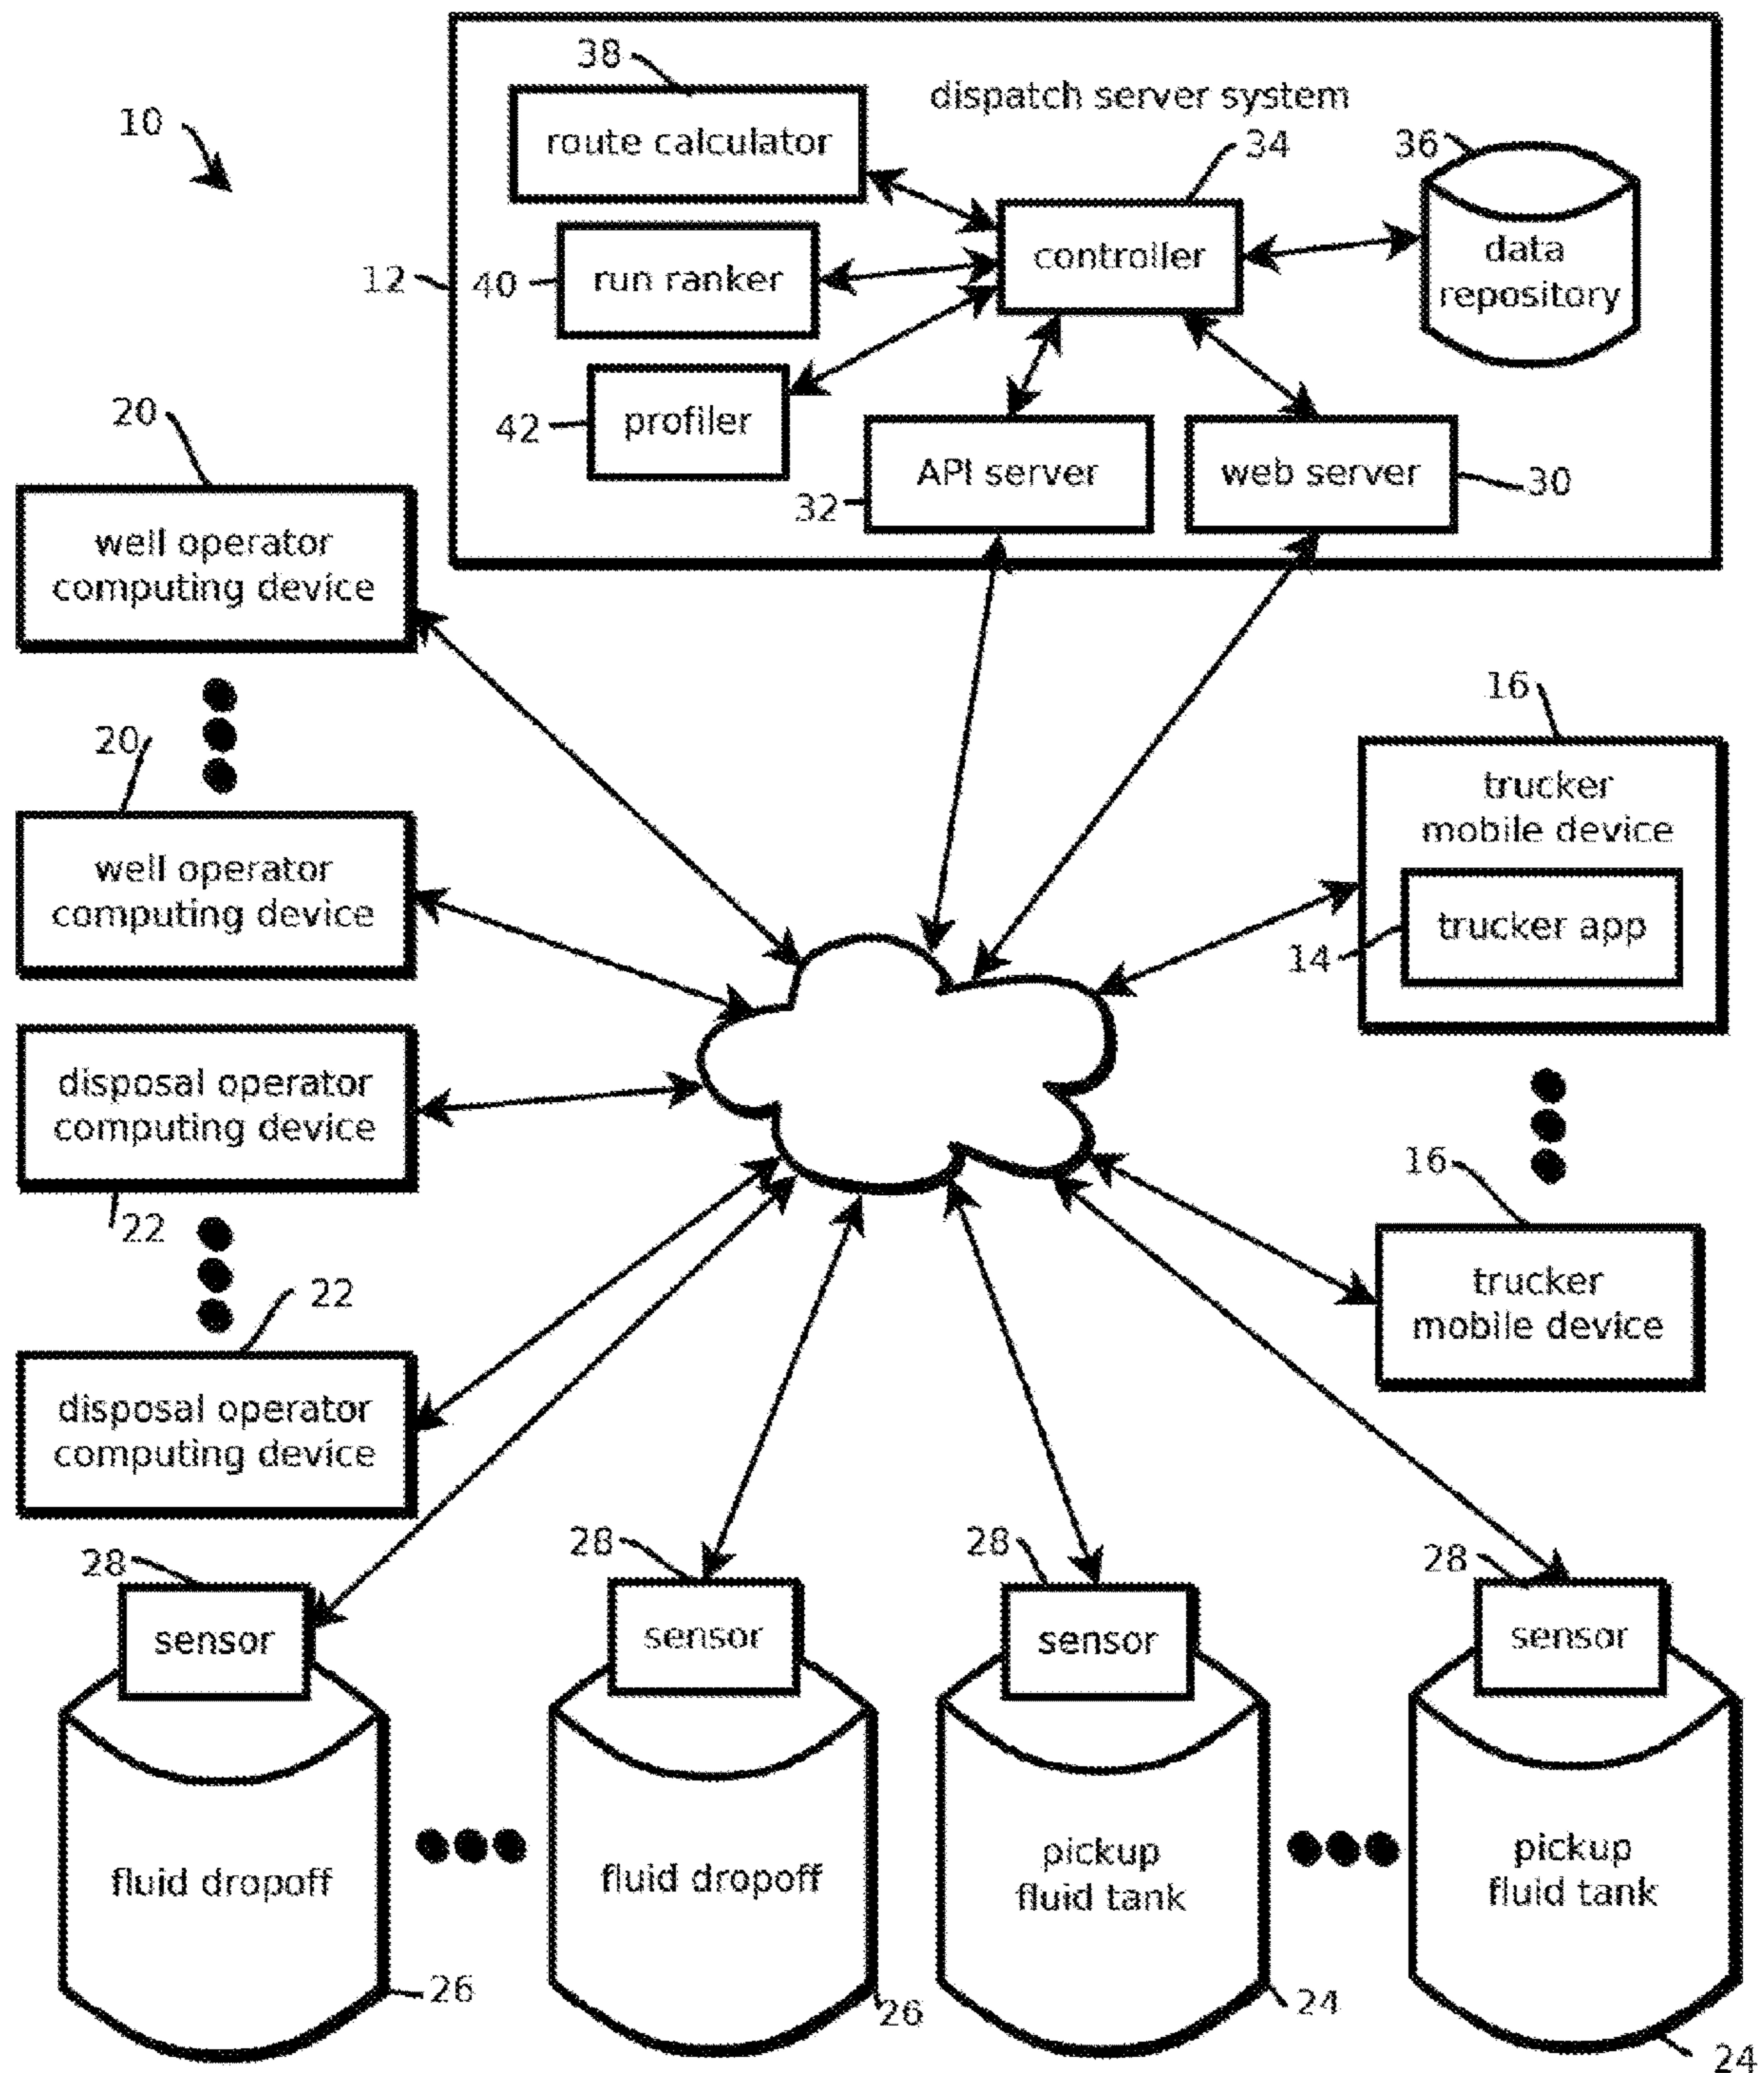 38
dispatch server system
10
route calculator
34
36
controller
data
repository
12
40
run ranker
42
profiler
API server
web server
32
30
20
well operator
computing device
20
well operator
computing device
16
trucker
mobile device
trucker app
14
disposal operator
computing device
22
16
trucker
mobile device
22
disposal operator
computing device
28
sensor
28
sensor
28
sensor
28
sensor
fluid dropoff
fluid dropoff
pickup
fluid tank
pickup
fluid tank
26
26
24
24